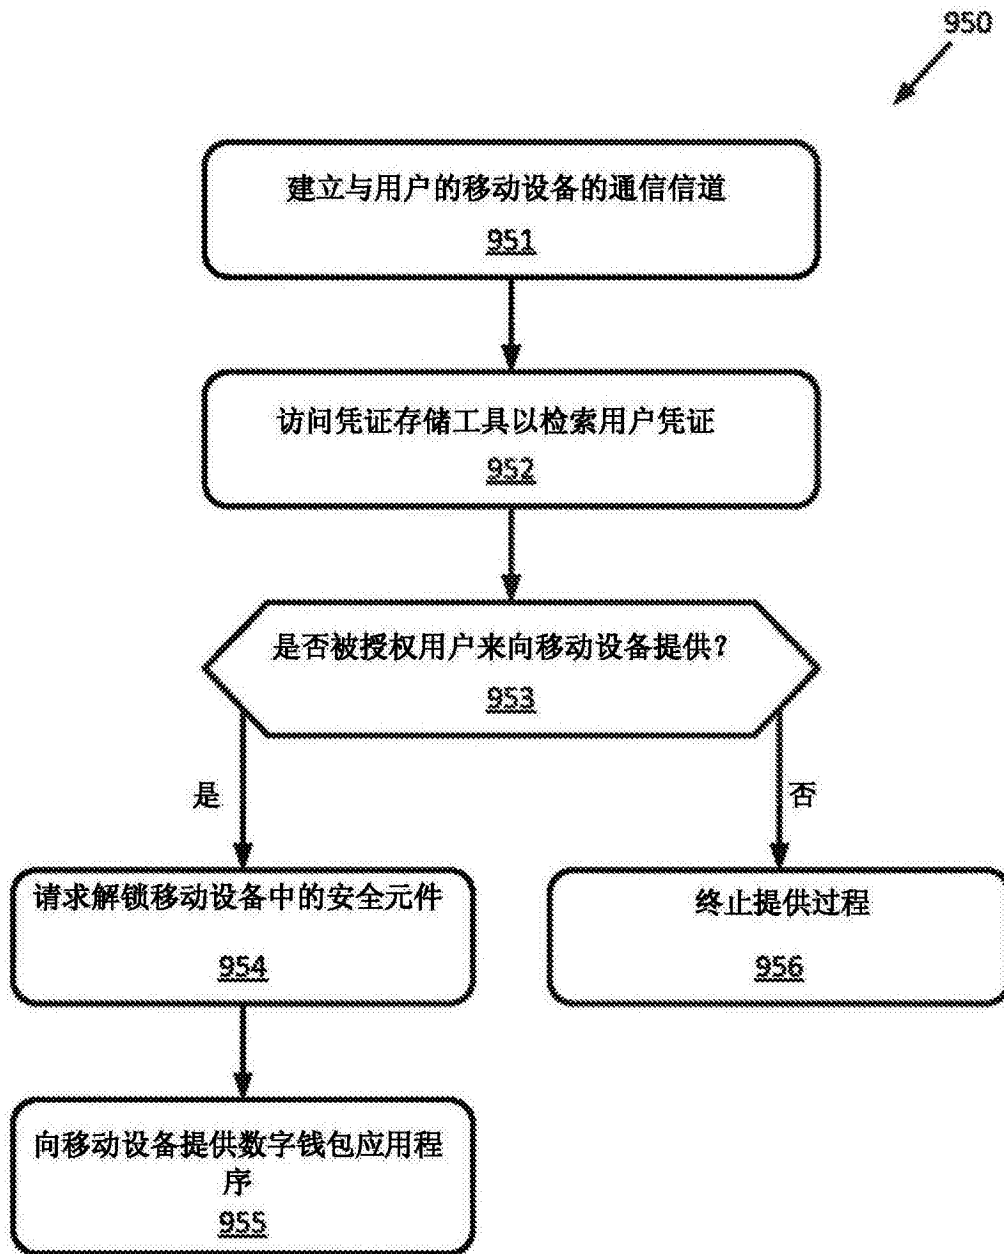 950
建立与用户的移动设备的通信信道
951
访问凭证存储工具以检索用户凭证
952
是否被授权用户来向移动设备提供?
953
是
否
请求解锁移动设备中的安全元件
954
终止提供过程
956
向移动设备提供数字钱包应用程
序
955